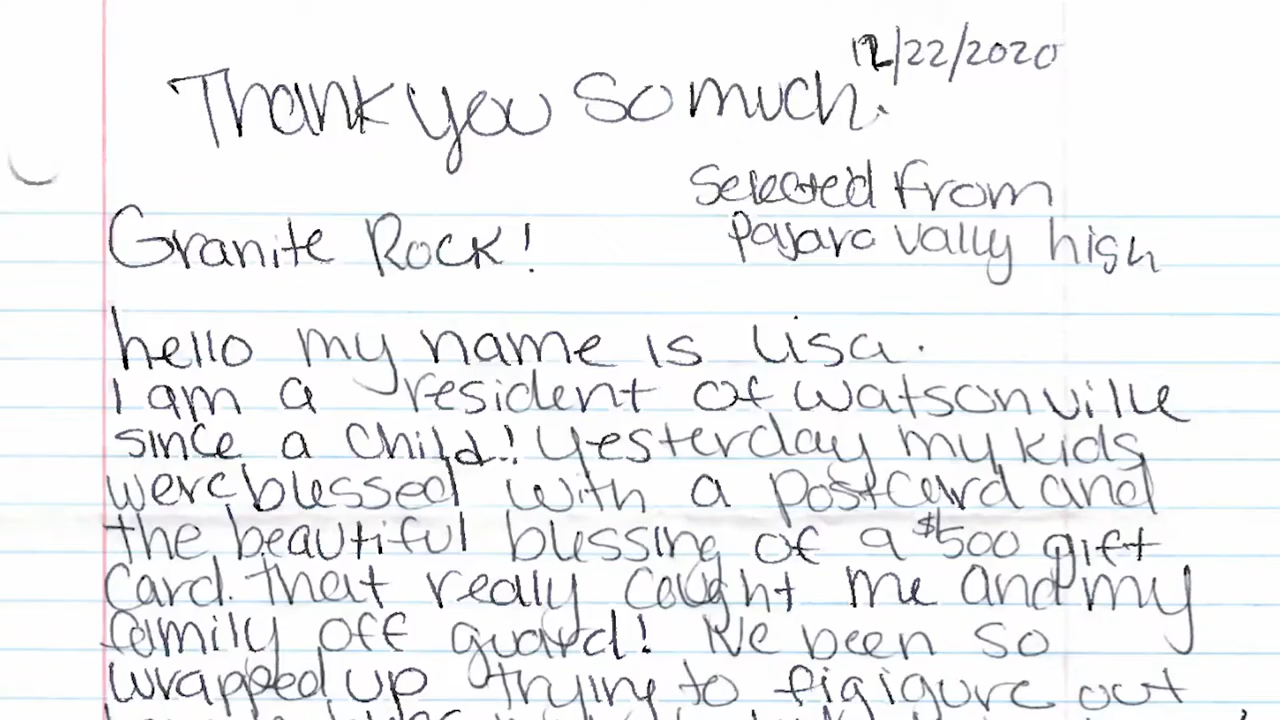 12/22/2020
Thank you so much.
Selected from
Pajaro vally high
Granite Rock!
hello my name is Lisa.
I am a resident of Watsonville
since a child! Yesterday my kids
were blessed with a postcard and
the beautiful blessing of a $500 gift
card. that really caught me and my
family off guard! I've been so
wrapped up trying to figigure out